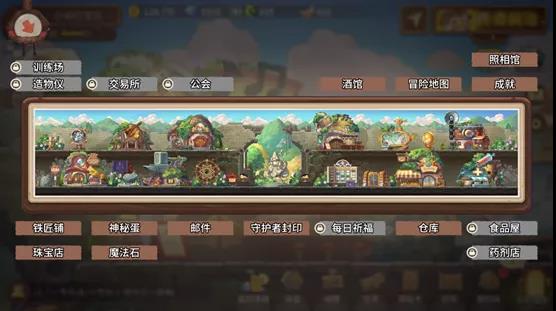 照相馆
训练场
造物仪 交易所 公会 酒馆 冒险地图 成就
铁匠铺 神秘蛋 邮件 守护者封印 每日祈福 仓库 食品屋
珠宝店 魔法石 药剂店